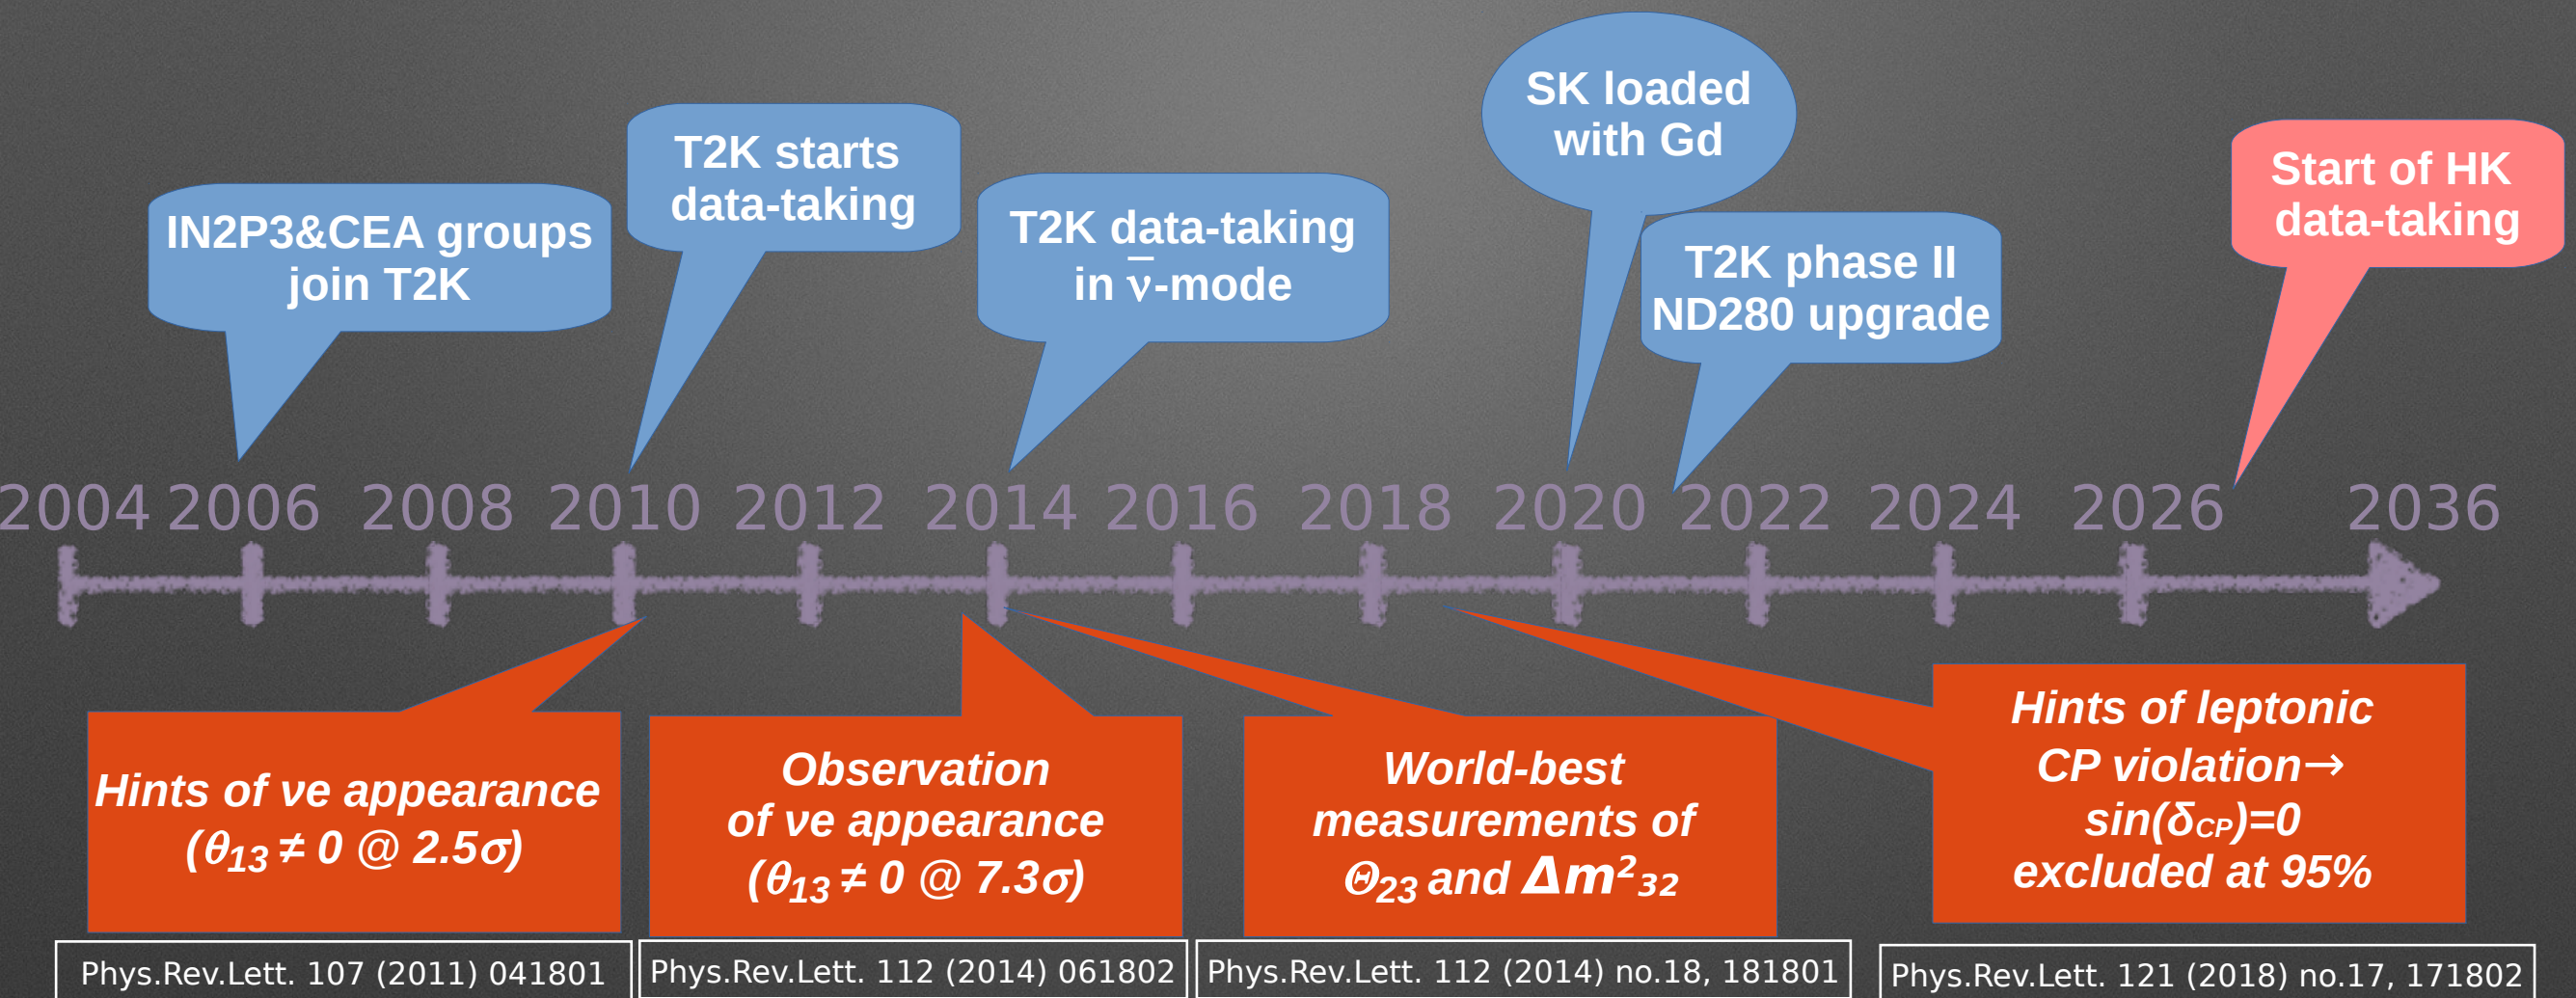 SK loaded
with Gd
T2K starts
data-taking
Start of HK
data-taking
IN2P3&CEA groups
join T2K
T2K data-taking
in ν̅-mode
T2K phase II
ND280 upgrade
2004 2006 2008 2010 2012 2014 2016 2018 2020 2022 2024 2026 2036
Hints of νe appearance
(θ₁₃ ≠ 0 @ 2.5σ)
Observation
of νe appearance
(θ₁₃ ≠ 0 @ 7.3σ)
World-best
measurements of
Θ₂₃ and Δm²₃₂
Hints of leptonic
CP violation→
sin(δCP)=0
excluded at 95%
Phys.Rev.Lett. 107 (2011) 041801
Phys.Rev.Lett. 112 (2014) 061802
Phys.Rev.Lett. 112 (2014) no.18, 181801
Phys.Rev.Lett. 121 (2018) no.17, 171802